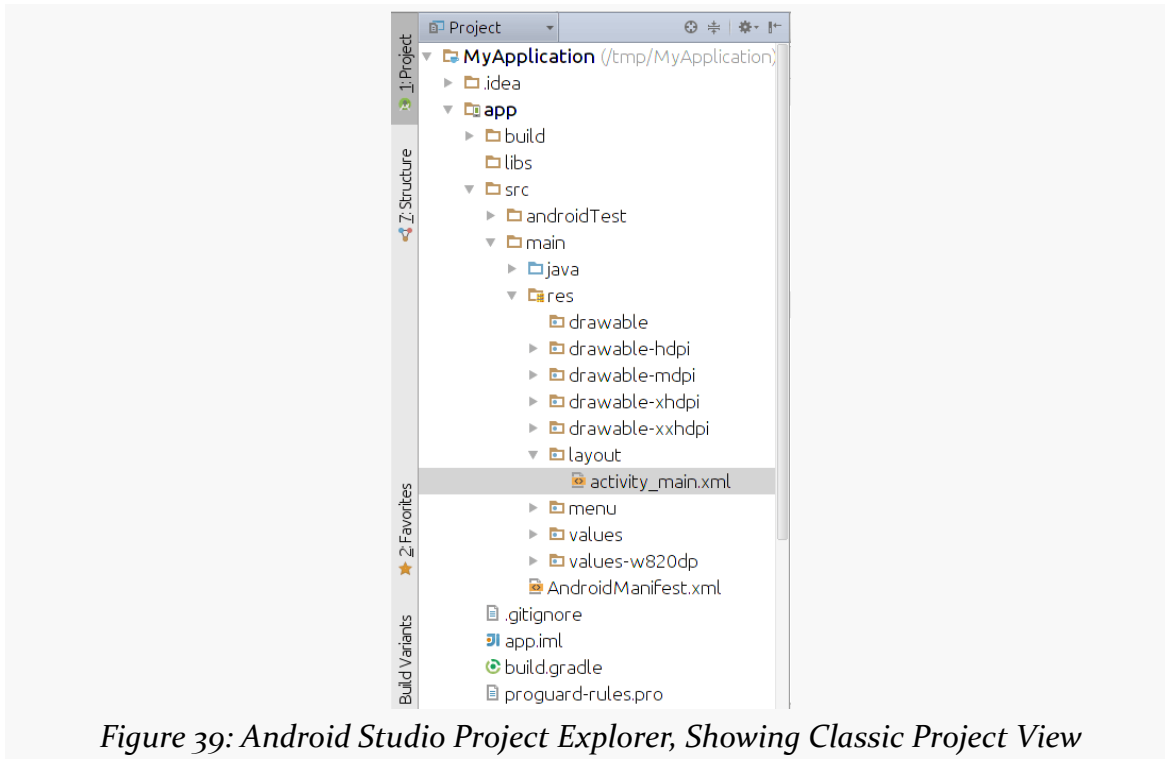 Project
1: Project
7: Structure
2: Favorites
Build Variants
MyApplication (/tmp/MyApplication)
.idea
app
build
libs
src
androidTest
main
java
res
drawable
drawable-hdpi
drawable-mdpi
drawable-xhdpi
drawable-xxhdpi
layout
activity_main.xml
menu
values
values-w820dp
AndroidManifest.xml
.gitignore
app.iml
build.gradle
proguard-rules.pro
Figure 39: Android Studio Project Explorer, Showing Classic Project View